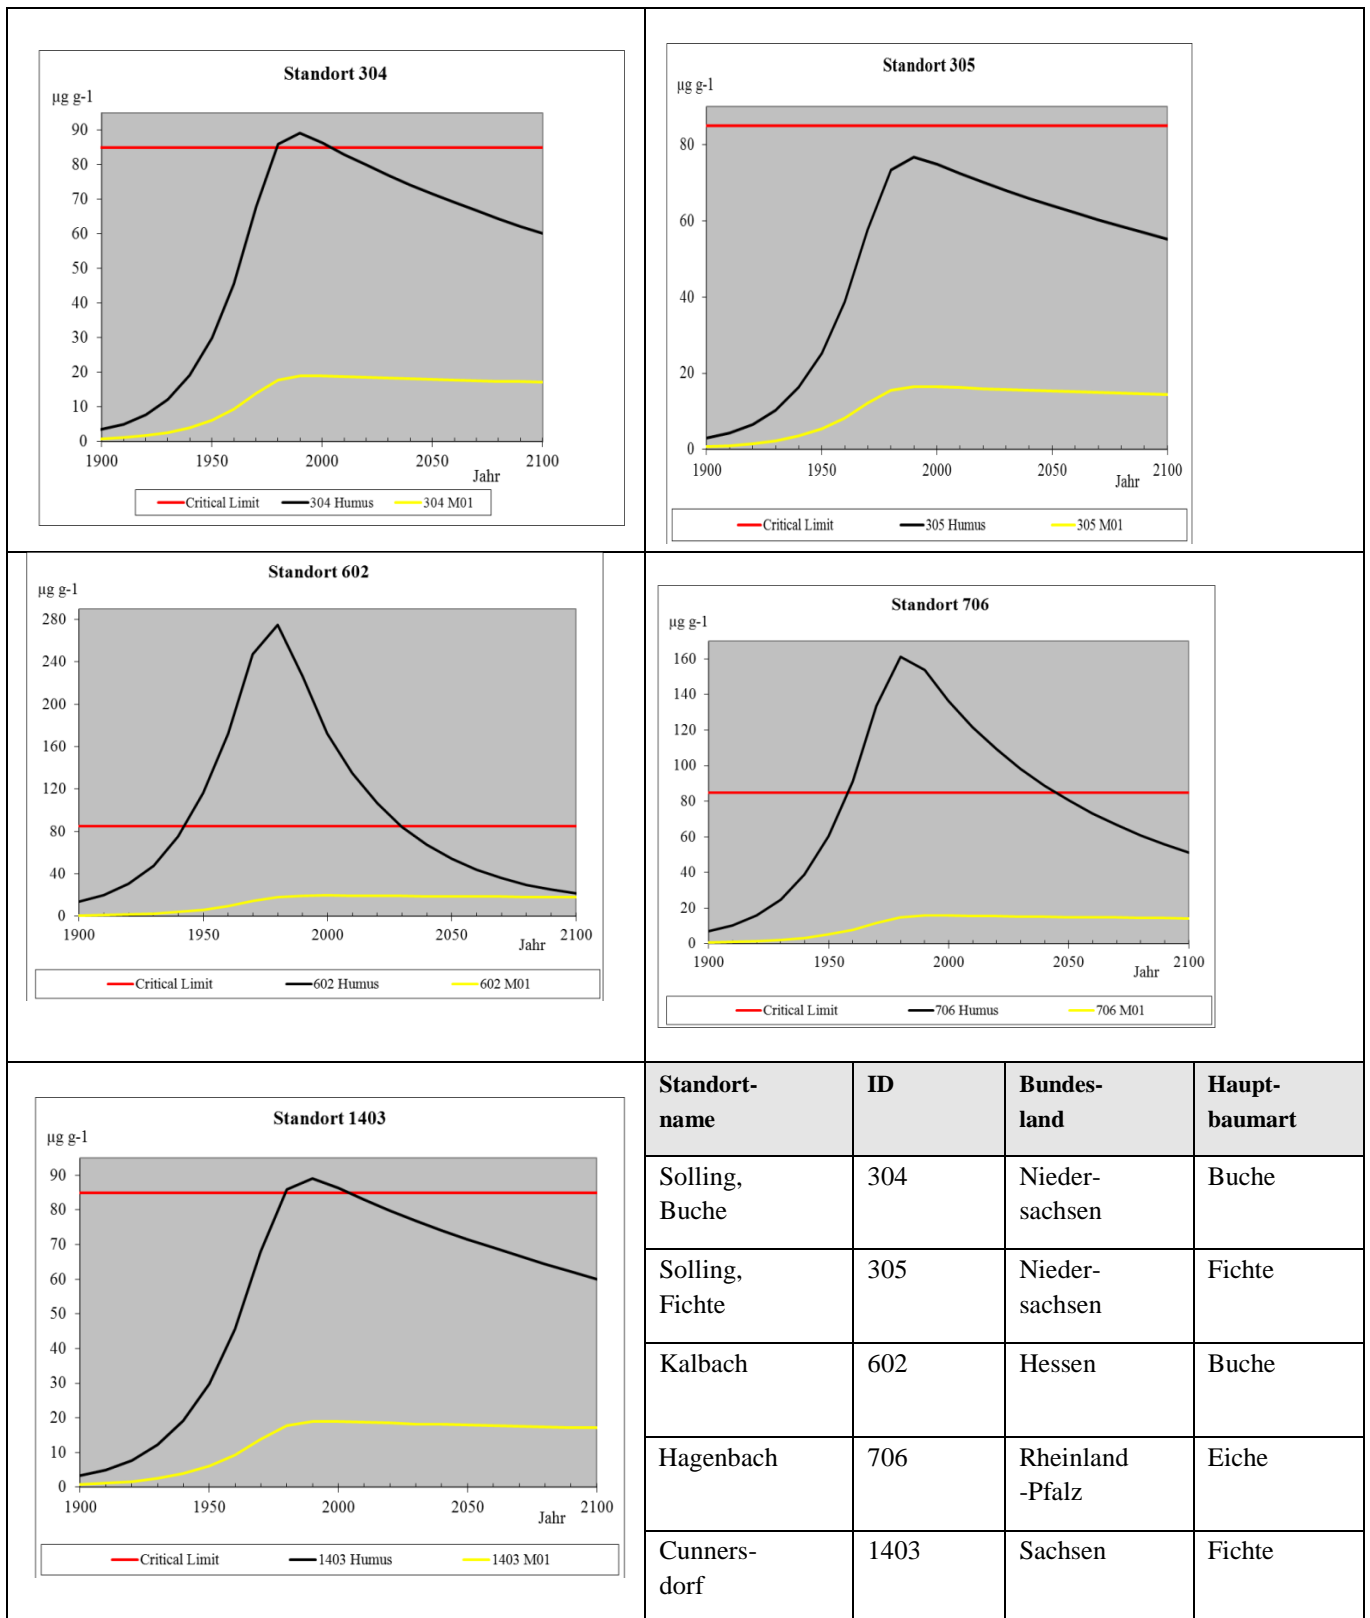 Standort 304
µg g-1
90
80
70
60
50
40
30
20
10
0
1900 1950 2000 2050 2100
Jahr
Critical Limit 304 Humus 304 M01
Standort 305
µg g-1
80
60
40
20
0
1900 1950 2000 2050 2100
Jahr
Critical Limit 305 Humus 305 M01
Standort 602
µg g-1
280
240
200
160
120
80
40
0
1900 1950 2000 2050 2100
Jahr
Critical Limit 602 Humus 602 M01
Standort 706
µg g-1
160
140
120
100
80
60
40
20
0
1900 1950 2000 2050 2100
Jahr
Critical Limit 706 Humus 706 M01
Standort 1403
µg g-1
90
80
70
60
50
40
30
20
10
0
1900 1950 2000 2050 2100
Jahr
Critical Limit 1403 Humus 1403 M01
Standort- ID Bundes- Haupt-
name land baumart
Solling, 304 Nieder- Buche
Buche sachsen
Solling, 305 Nieder- Fichte
Fichte sachsen
Kalbach 602 Hessen Buche
Hagenbach 706 Rheinland Eiche
-Pfalz
Cunners- 1403 Sachsen Fichte
dorf